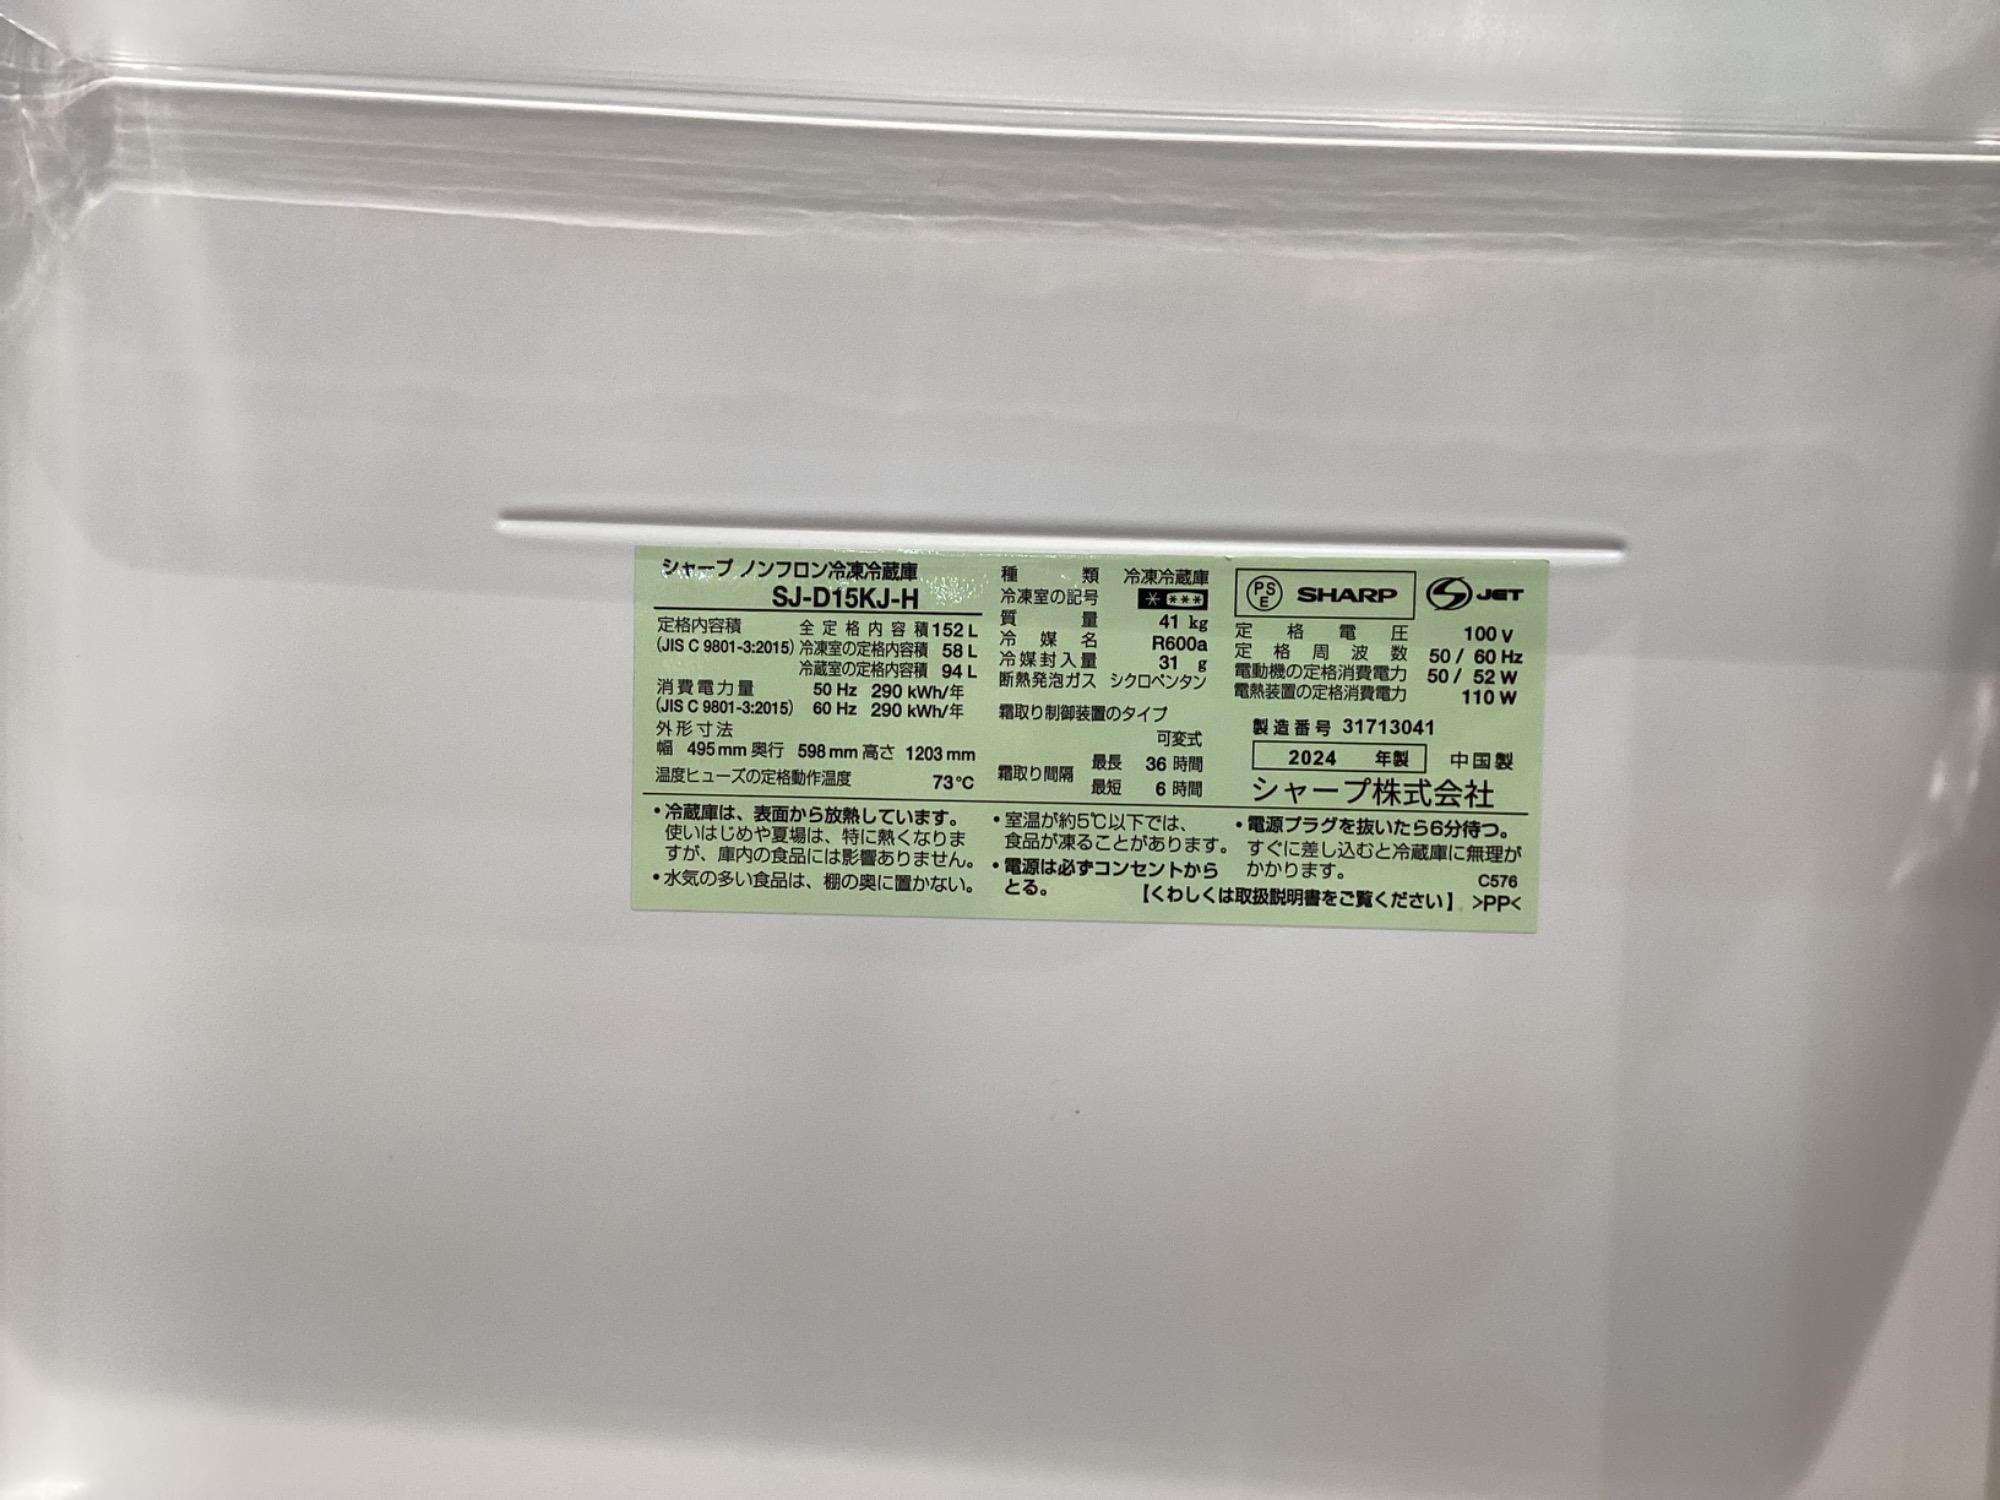 シャープ ノンフロン冷凍冷蔵庫
SJ-D15KJ-H
定格内容積 全定格内容積 152 L
(JIS C 9801-3:2015) 冷凍室の定格内容積 58 L
冷蔵室の定格内容積 94 L
消費電力量 50 Hz 290 kWh/年
(JIS C 9801-3:2015) 60 Hz 290 kWh/年
外形寸法
幅 495 mm 奥行 598 mm 高さ 1203 mm
温度ヒューズの定格動作温度 73℃
種類 冷凍冷蔵庫
冷凍室の記号 * ***
質量 41 kg
冷媒名 R600a
冷媒封入量 31 g
断熱発泡ガス シクロペンタン
霜取り制御装置のタイプ
可変式
霜取り間隔 最長 36 時間
最短 6 時間
PSE SHARP JET
定格電圧 100 V
定格周波数 50 / 60 Hz
電動機の定格消費電力 50 / 52 W
電熱装置の定格消費電力 110 W
製造番号 31713041
2024 年製 中国製
シャープ株式会社
・冷蔵庫は、表面から放熱しています。
使いはじめや夏場は、特に熱くなりま
すが、庫内の食品には影響ありません。
・水気の多い食品は、棚の奥に置かない。
・室温が約5℃以下では、
食品が凍ることがあります。
・電源は必ずコンセントから
とる。
・電源プラグを抜いたら6分待つ。
すぐに差し込むと冷蔵庫に無理が
かかります。
C576
【くわしくは取扱説明書をご覧ください】 >PP<